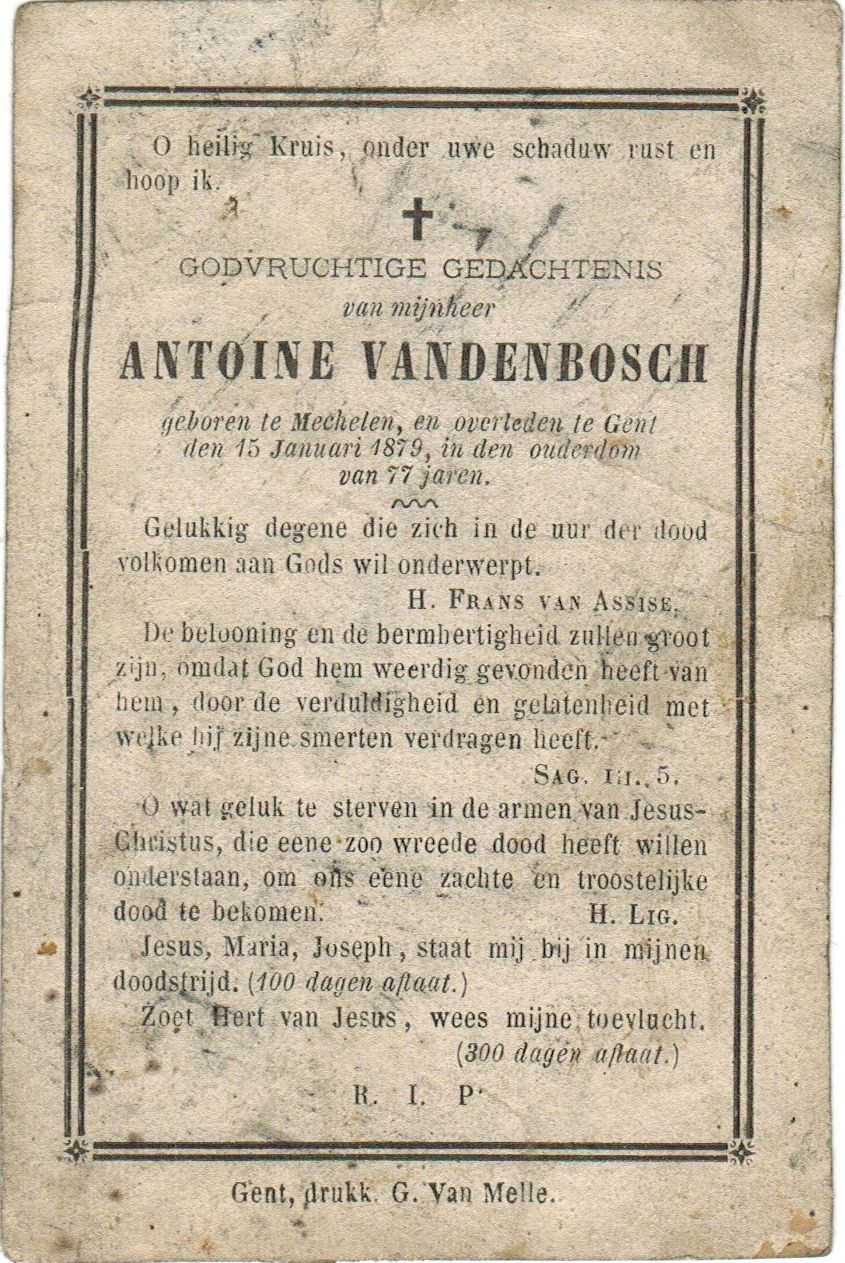 O heilig Kruis, onder uwe schaduw rust en
hoop ik.
GODVRUCHTIGE GEDACHTENIS
van mijnheer
ANTOINE VANDENBOSCH
geboren te Mechelen, en overleden te Gent
den 15 Januari 1879, in den ouderdom
van 77 jaren.
Gelukkig degene die zich in de uur der dood
volkomen aan Gods wil onderwerpt.
H. FRANS VAN ASSISE.
De belooning en de bermhertigheid zullen groot
zijn, omdat God hem weerdig gevonden heeft van
hem, door de verduldigheid en gelatenheid met
welke hij zijne smerten verdragen heeft.
SAG. III. 5.
O wat geluk te sterven in de armen van Jesus-
Christus, die eene zoo wreede dood heeft willen
onderstaan, om ons eene zachte en troostelijke
dood te bekomen. H. LIG.
Jesus, Maria, Joseph, staat mij bij in mijnen
doodstrijd. (100 dagen aflaat.)
Zoet Hert van Jesus, wees mijne toevlucht.
(300 dagen aflaat.)
R. I. P.
Gent, drukk. G. Van Melle.